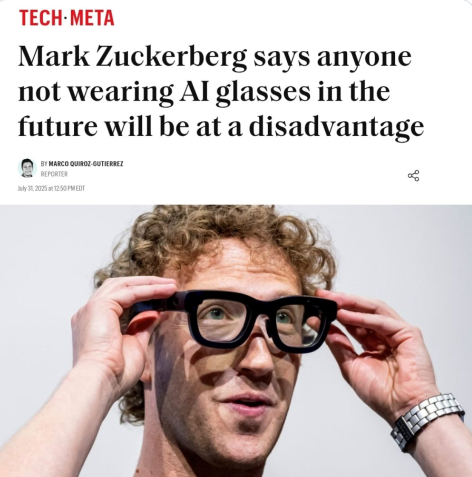 TECH·META
Mark Zuckerberg says anyone
not wearing AI glasses in the
future will be at a disadvantage
BY MARCO QUIROZ-GUTIERREZ
REPORTER
July 31, 2025 at 12:50 PM EDT